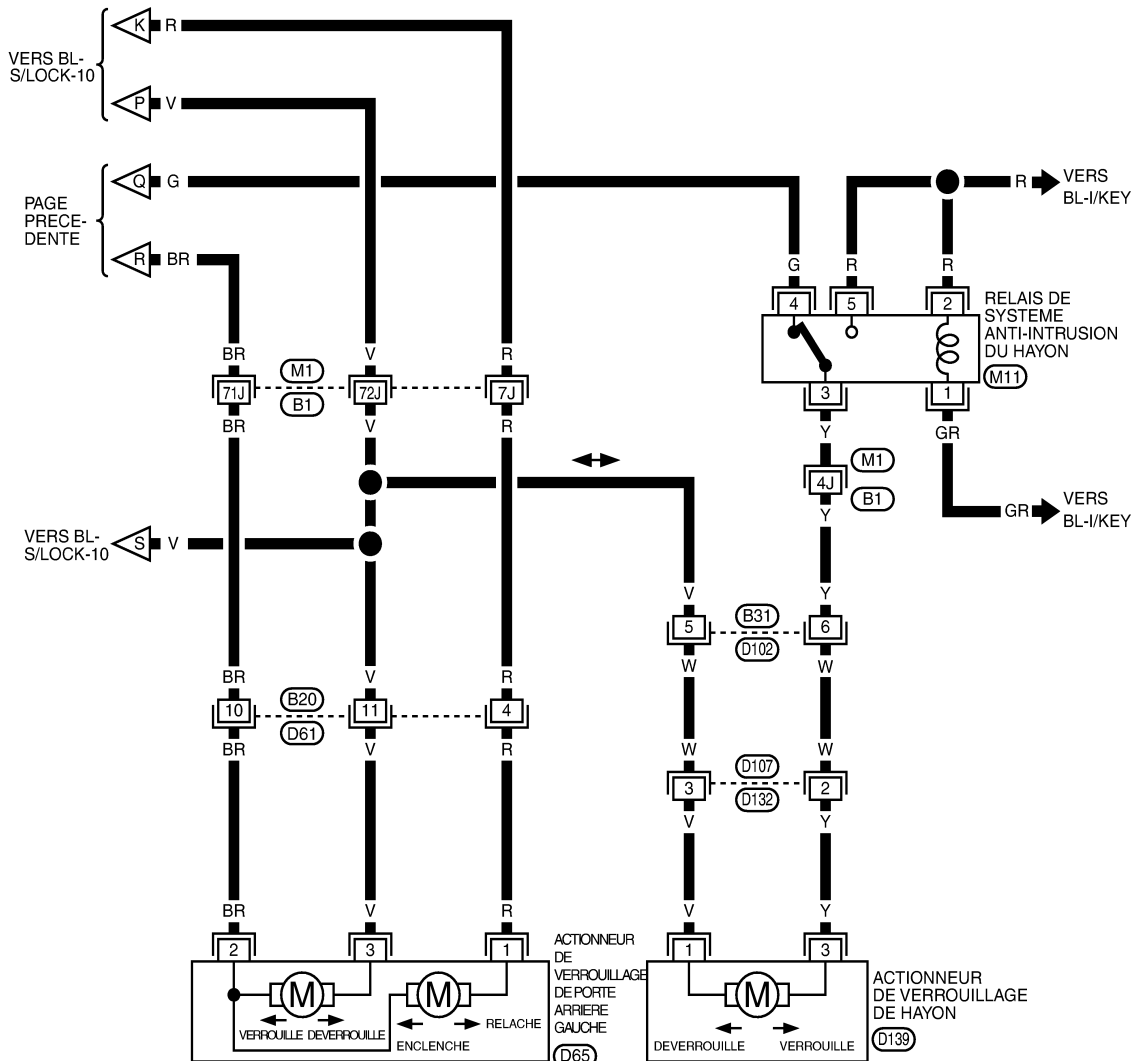 K R
VERS BL-
S/LOCK-10
P V
Q G
PAGE
PRECE-
DENTE
R BR
R
VERS
BL-I/KEY
G R R
4 5 2
RELAIS DE
SYSTEME
ANTI-INTRUSION
DU HAYON
M11
3 1
BR V R
M1
71J 72J 7J
B1
BR V R
Y GR
M1
4J
B1
Y
GR
VERS
BL-I/KEY
VERS BL-
S/LOCK-10
S V
V Y
B31
5 6
D102
W W
BR V R
B20
10 11 4
D61
BR V R
W W
D107
3 2
D132
V Y
BR V R
V Y
2 3 1
1 3
ACTIONNEUR
DE
VERROUILLAGE
DE PORTE
ARRIERE
GAUCHE
D65
M M
VERROUILLE DEVERROUILLE
ENCLENCHE
RELACHE
M
DEVERROUILLE VERROUILLE
ACTIONNEUR
DE VERROUILLAGE
DE HAYON
D139